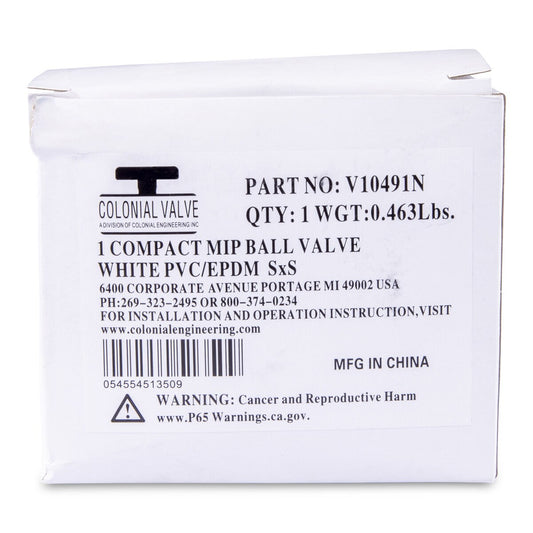 COLONIAL VALVE
A DIVISION OF COLONIAL ENGINEERING INC
PART NO: V10491N
QTY: 1 WGT:0.463Lbs.
1 COMPACT MIP BALL VALVE
WHITE PVC/EPDM SxS
6400 CORPORATE AVENUE PORTAGE MI 49002 USA
PH:269-323-2495 OR 800-374-0234
FOR INSTALLATION AND OPERATION INSTRUCTION,VISIT
www.colonialengineering.com
054554513509
MFG IN CHINA
WARNING: Cancer and Reproductive Harm
www.P65 Warnings.ca.gov.